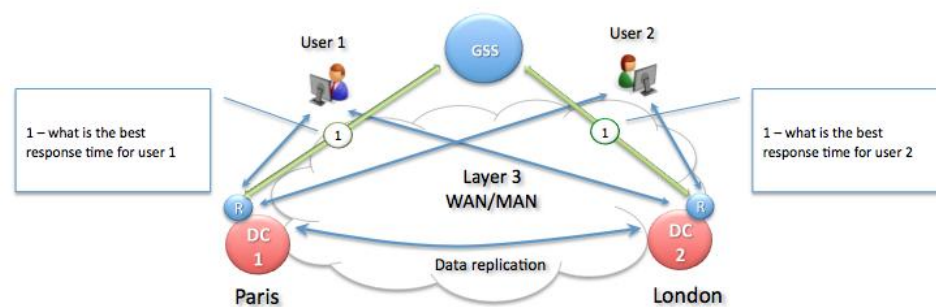 User 1
GSS
User 2
1 – what is the best
response time for user 1
1
1
1 – what is the best
response time for user 2
Layer 3
WAN/MAN
R
R
DC
1
DC
2
Data replication
Paris
London